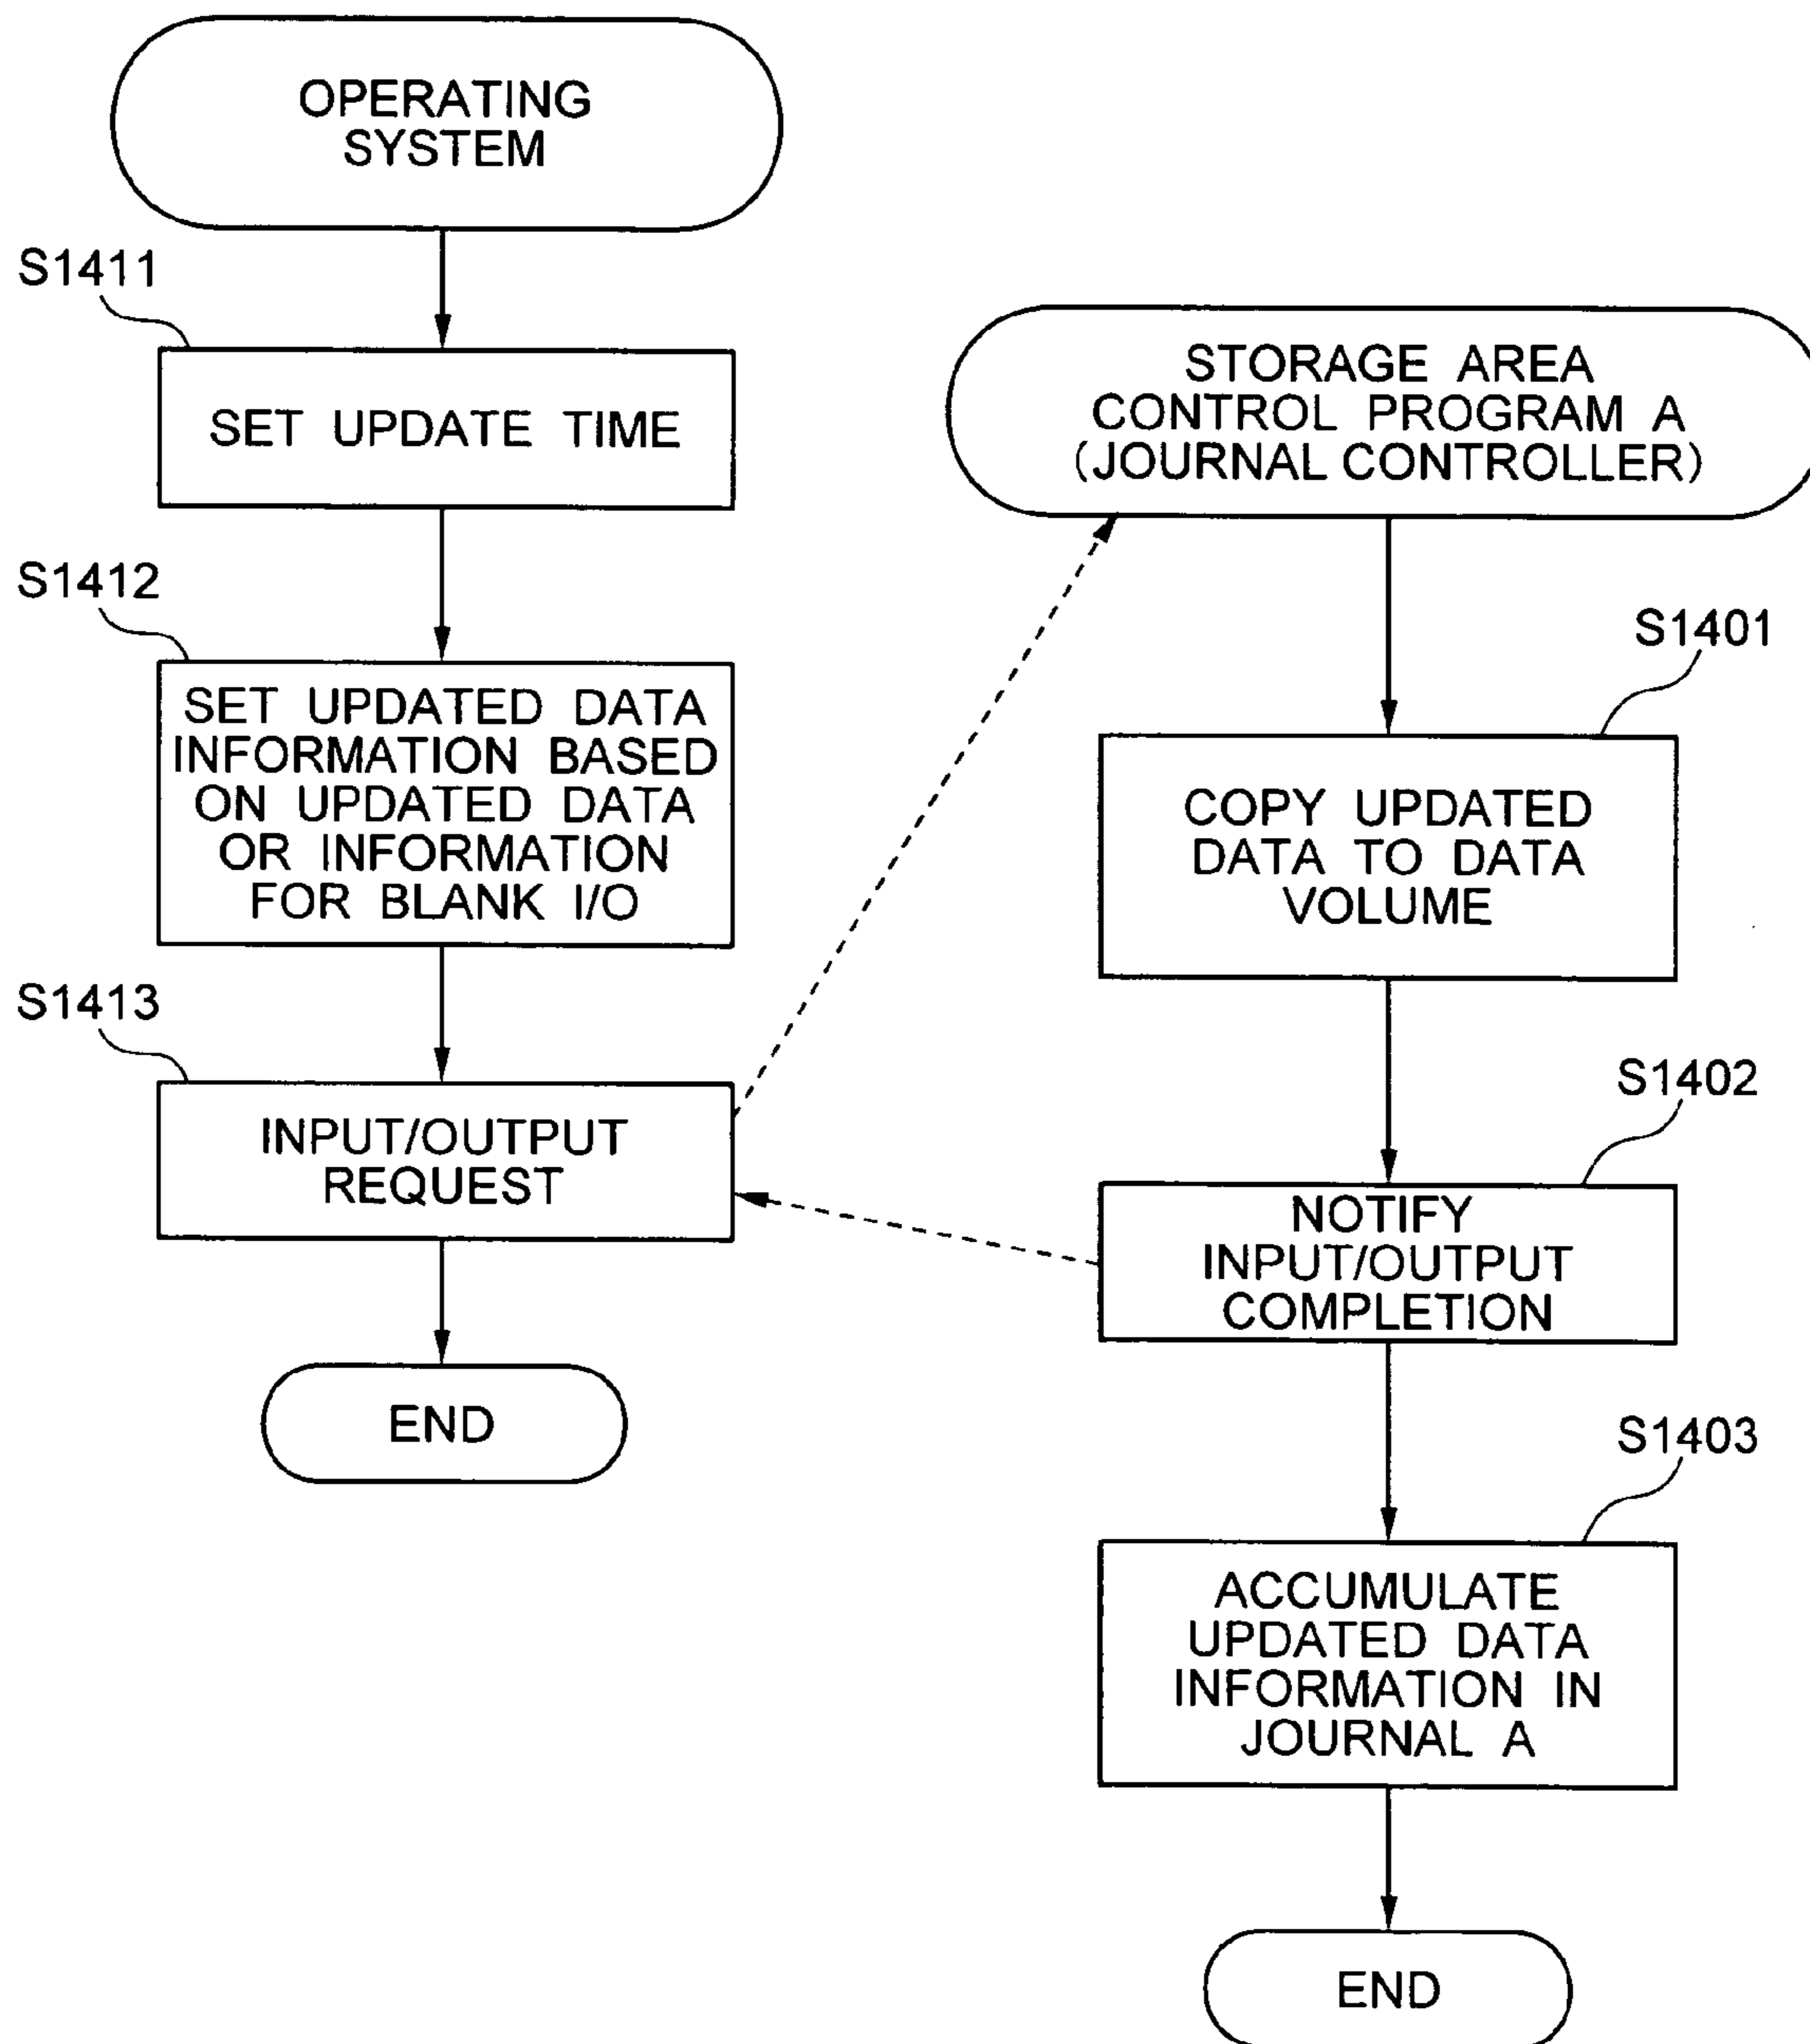 OPERATING
SYSTEM
S1411
SET UPDATE TIME
S1412
SET UPDATED DATA
INFORMATION BASED
ON UPDATED DATA
OR INFORMATION
FOR BLANK I/O
S1413
INPUT/OUTPUT
REQUEST
END
STORAGE AREA
CONTROL PROGRAM A
(JOURNAL CONTROLLER)
S1401
COPY UPDATED
DATA TO DATA
VOLUME
S1402
NOTIFY
INPUT/OUTPUT
COMPLETION
S1403
ACCUMULATE
UPDATED DATA
INFORMATION IN
JOURNAL A
END